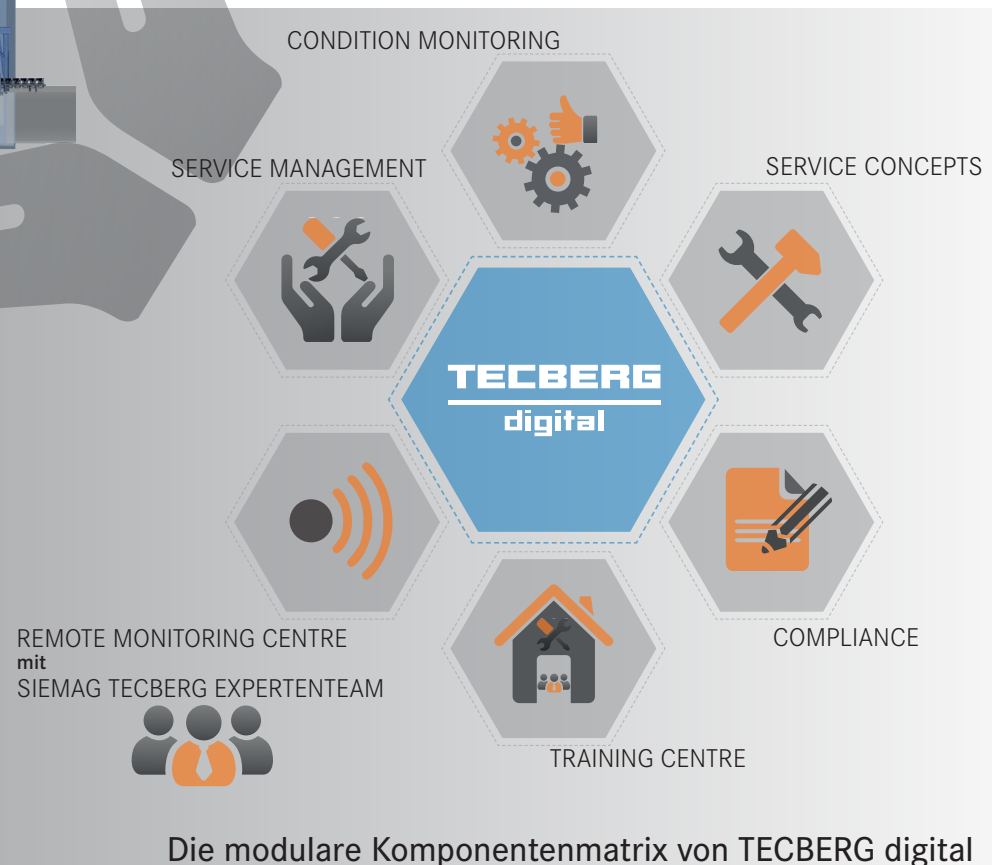 CONDITION MONITORING
SERVICE MANAGEMENT
SERVICE CONCEPTS
TECBERG
digital
REMOTE MONITORING CENTRE
mit
SIEMAG TECBERG EXPERTENTEAM
COMPLIANCE
TRAINING CENTRE
Die modulare Komponentenmatrix von TECBERG digital